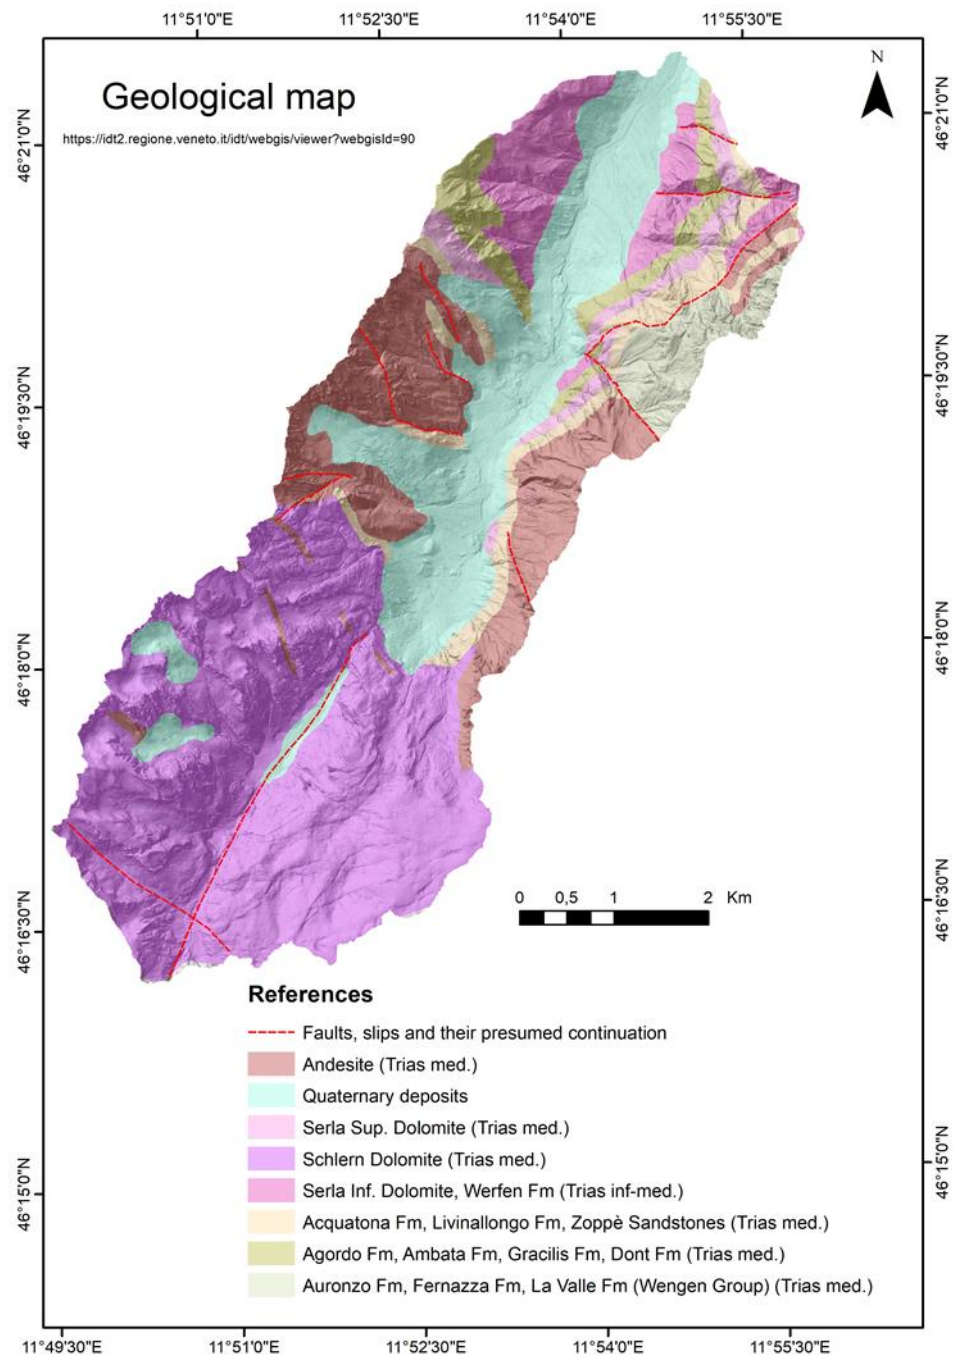 11°51'0"E 11°52'30"E 11°54'0"E 11°55'30"E
Geological map
N
https://idt2.regione.veneto.it/idt/webgis/viewer?webgisId=90
46°21'0"N
46°21'0"N
46°19'30"N
46°19'30"N
46°18'0"N
46°18'0"N
0 0,5 1 2 Km
46°16'30"N
46°16'30"N
References
Faults, slips and their presumed continuation
Andesite (Trias med.)
Quaternary deposits
Serla Sup. Dolomite (Trias med.)
Schlern Dolomite (Trias med.)
Serla Inf. Dolomite, Werfen Fm (Trias inf-med.)
Acquatona Fm, Livinallongo Fm, Zoppè Sandstones (Trias med.)
Agordo Fm, Ambata Fm, Gracilis Fm, Dont Fm (Trias med.)
Auronzo Fm, Fernazza Fm, La Valle Fm (Wengen Group) (Trias med.)
46°15'0"N
46°15'0"N
11°49'30"E 11°51'0"E 11°52'30"E 11°54'0"E 11°55'30"E